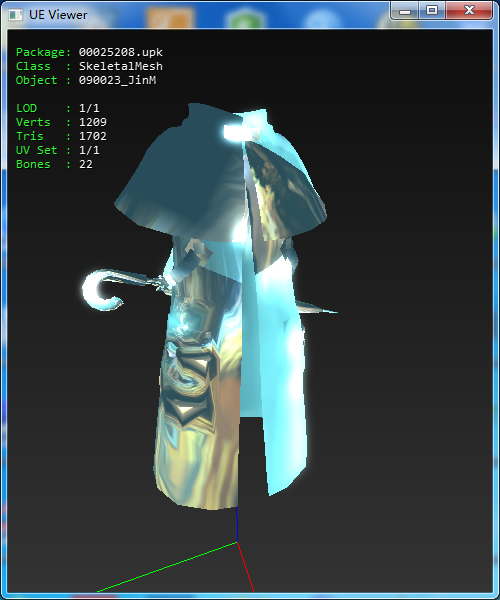 UE Viewer
Package: 00025208.upk
Class : SkeletalMesh
Object : 090023_JinM
LOD : 1/1
Verts : 1209
Tris : 1702
UV Set : 1/1
Bones : 22